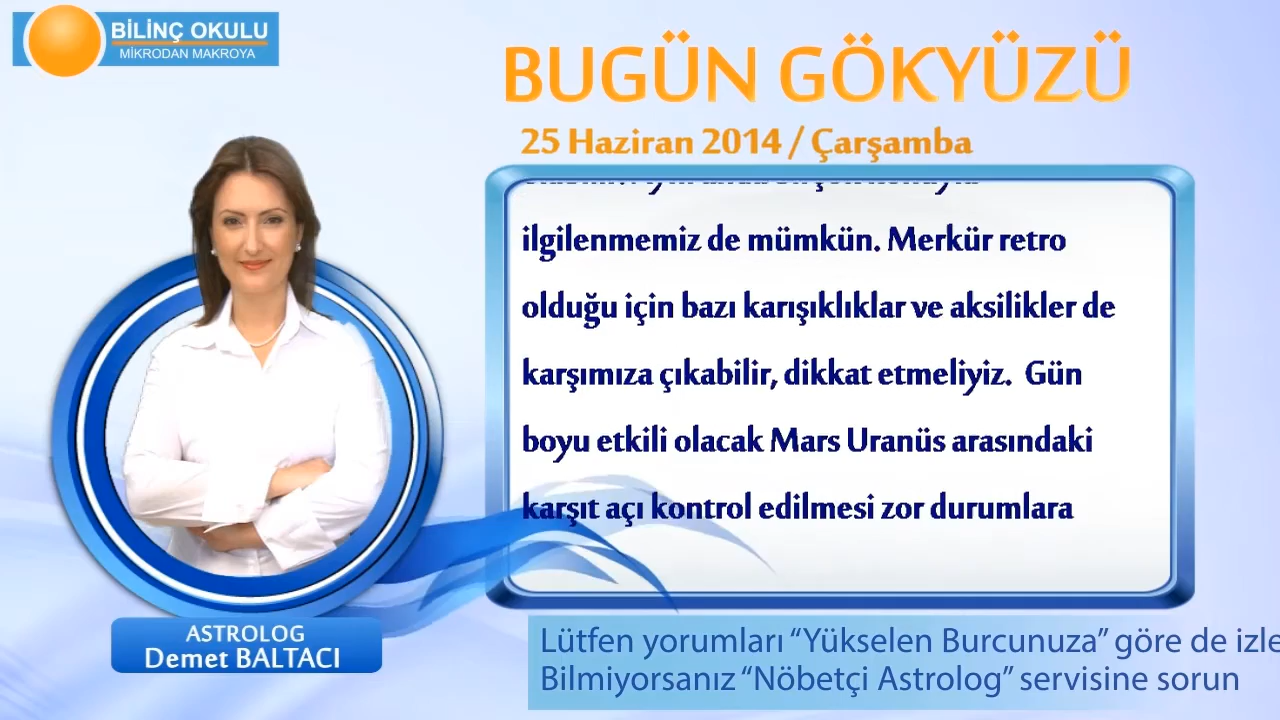 BİLİNÇ OKULU
MİKRODAN MAKROYA
BUGÜN GÖKYÜZÜ
25 Haziran 2014 / Çarşamba
ilgilenmemiz de mümkün. Merkür retro
olduğu için bazı karışıklıklar ve aksilikler de
karşımıza çıkabilir, dikkat etmeliyiz.  Gün
boyu etkili olacak Mars Uranüs arasındaki
karşıt açı kontrol edilmesi zor durumlara
ASTROLOG
Demet BALTACI
Lütfen yorumları “Yükselen Burcunuza” göre de izle
Bilmiyorsanız “Nöbetçi Astrolog” servisine sorun